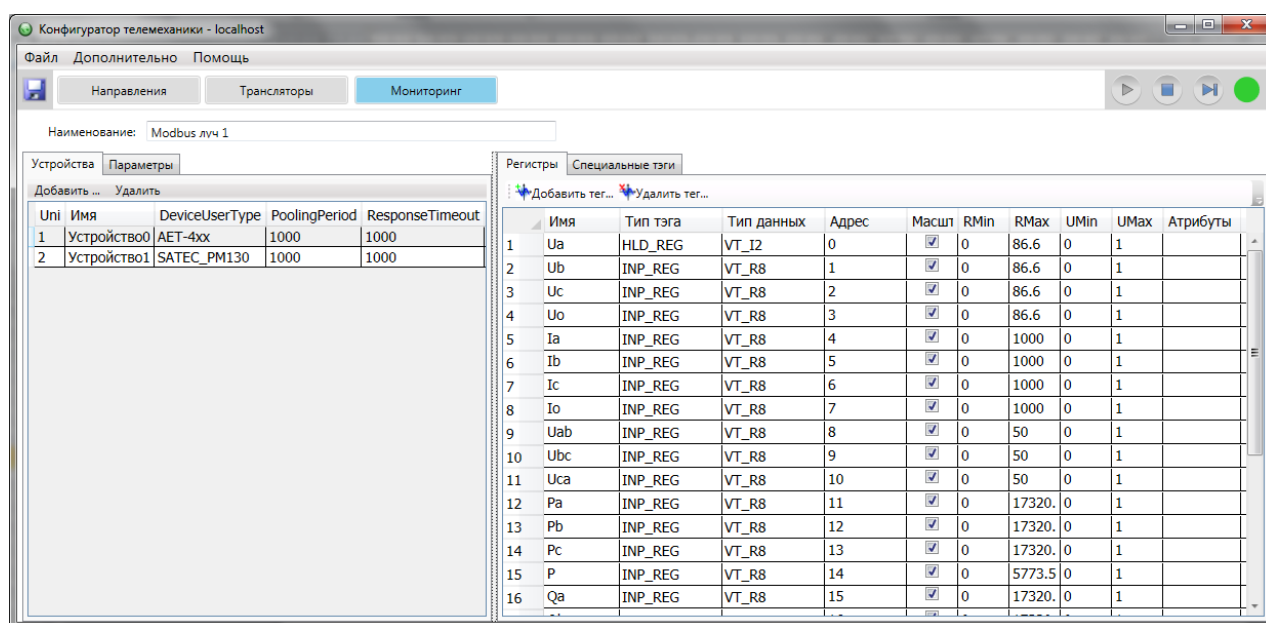 Конфигуратор телемеханики - localhost
Файл Дополнительно Помощь
Направления Трансляторы Мониторинг
Наименование: Modbus луч 1
Устройства Параметры
Добавить ... Удалить
Uni Имя DeviceUserType PoolingPeriod ResponseTimeout
1 Устройство0 AET-4xx 1000 1000
2 Устройство1 SATEC_PM130 1000 1000
Регистры Специальные тэги
Добавить тег... Удалить тег...
Имя Тип тэга Тип данных Адрес Масшт RMin RMax UMin UMax Атрибуты
1 Ua HLD_REG VT_I2 0 0 86.6 0 1
2 Ub INP_REG VT_R8 1 0 86.6 0 1
3 Uc INP_REG VT_R8 2 0 86.6 0 1
4 Uo INP_REG VT_R8 3 0 86.6 0 1
5 Ia INP_REG VT_R8 4 0 1000 0 1
6 Ib INP_REG VT_R8 5 0 1000 0 1
7 Ic INP_REG VT_R8 6 0 1000 0 1
8 Io INP_REG VT_R8 7 0 1000 0 1
9 Uab INP_REG VT_R8 8 0 50 0 1
10 Ubc INP_REG VT_R8 9 0 50 0 1
11 Uca INP_REG VT_R8 10 0 50 0 1
12 Pa INP_REG VT_R8 11 0 17320. 0 1
13 Pb INP_REG VT_R8 12 0 17320. 0 1
14 Pc INP_REG VT_R8 13 0 17320. 0 1
15 P INP_REG VT_R8 14 0 5773.5 0 1
16 Qa INP_REG VT_R8 15 0 17320. 0 1